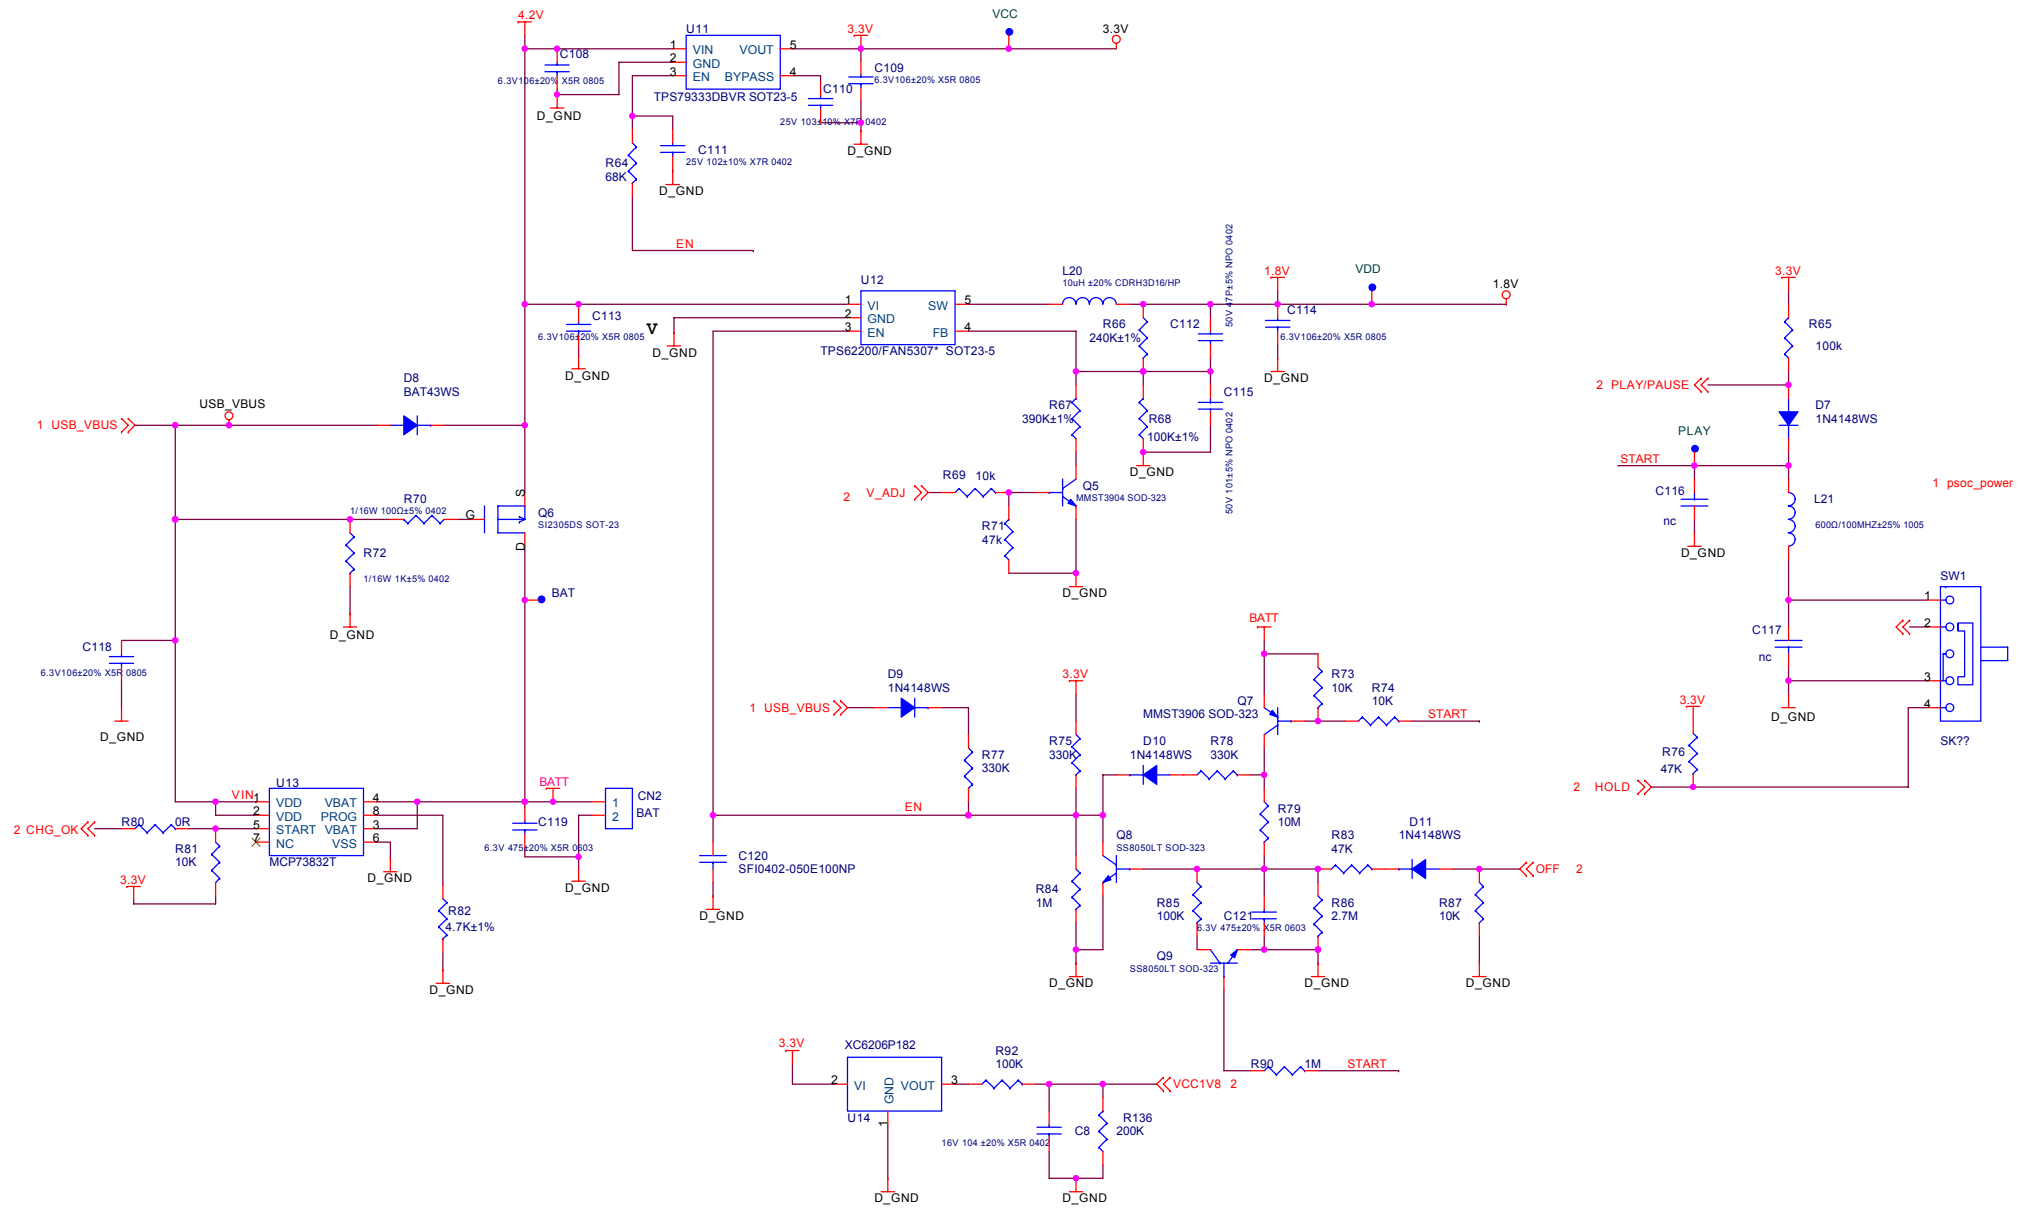 4.2V
C108
6.3V106±20% X5R 0805
D_GND
U11
1 VIN VOUT 5
2 GND
3 EN BYPASS 4
TPS79333DBVR SOT23-5
3.3V
C109
6.3V106±20% X5R 0805
C110
25V 103±10% X7R 0402
D_GND
VCC
3.3V
R64
68K
C111
25V 102±10% X7R 0402
D_GND
EN
U12
1 VI SW 5
2 GND
3 EN FB 4
TPS62200/FAN5307* SOT23-5
C113
6.3V106±20% X5R 0805
D_GND
V
D_GND
L20
10uH ±20% CDRH3D16/HP
R66
240K±1%
C112
50V 47P±5% NPO 0402
1.8V
C114
6.3V106±20% X5R 0805
D_GND
VDD
1.8V
R67
390K±1%
R68
100K±1%
C115
50V 101±5% NPO 0402
D_GND
2 V_ADJ
R69 10k
Q5
MMST3904 SOD-323
R71
47k
D_GND
3.3V
R65
100k
2 PLAY/PAUSE
D7
1N4148WS
PLAY
START
C116
nc
D_GND
L21
600Ω/100MHZ±25% 1005
1 psoc_power
SW1
1
2
3
4
SK??
C117
nc
D_GND
3.3V
R76
47K
2 HOLD
D8
BAT43WS
USB_VBUS
1 USB_VBUS
R70
1/16W 100Ω±5% 0402
G
S
D
Q6
SI2305DS SOT-23
R72
1/16W 1K±5% 0402
D_GND
BAT
C118
6.3V106±20% X5R 0805
D_GND
U13
VIN
1 VDD VBAT 4
2 VDD PROG 8
5 START VBAT 3
7 NC VSS 6
MCP73832T
2 CHG_OK
R80 0R
R81
10K
3.3V
D_GND
R82
4.7K±1%
D_GND
BATT
C119
6.3V 475±20% X5R 0603
D_GND
CN2
1
2
BAT
1 USB_VBUS
D9
1N4148WS
R77
330K
EN
C120
SFI0402-050E100NP
D_GND
3.3V
R75
330K
D10
1N4148WS
R78
330K
BATT
Q7
MMST3906 SOD-323
R73
10K
R74
10K
START
R79
10M
Q8
SS8050LT SOD-323
R84
1M
D_GND
R85
100K
C121
6.3V 475±20% X5R 0603
R83
47K
R86
2.7M
D_GND
D11
1N4148WS
OFF 2
R87
10K
D_GND
Q9
SS8050LT SOD-323
R90 1M START
3.3V
XC6206P182
2 VI GND VOUT 3
1
U14
D_GND
R92
100K
VCC1V8 2
C8
16V 104 ±20% X5R 0402
R136
200K
D_GND